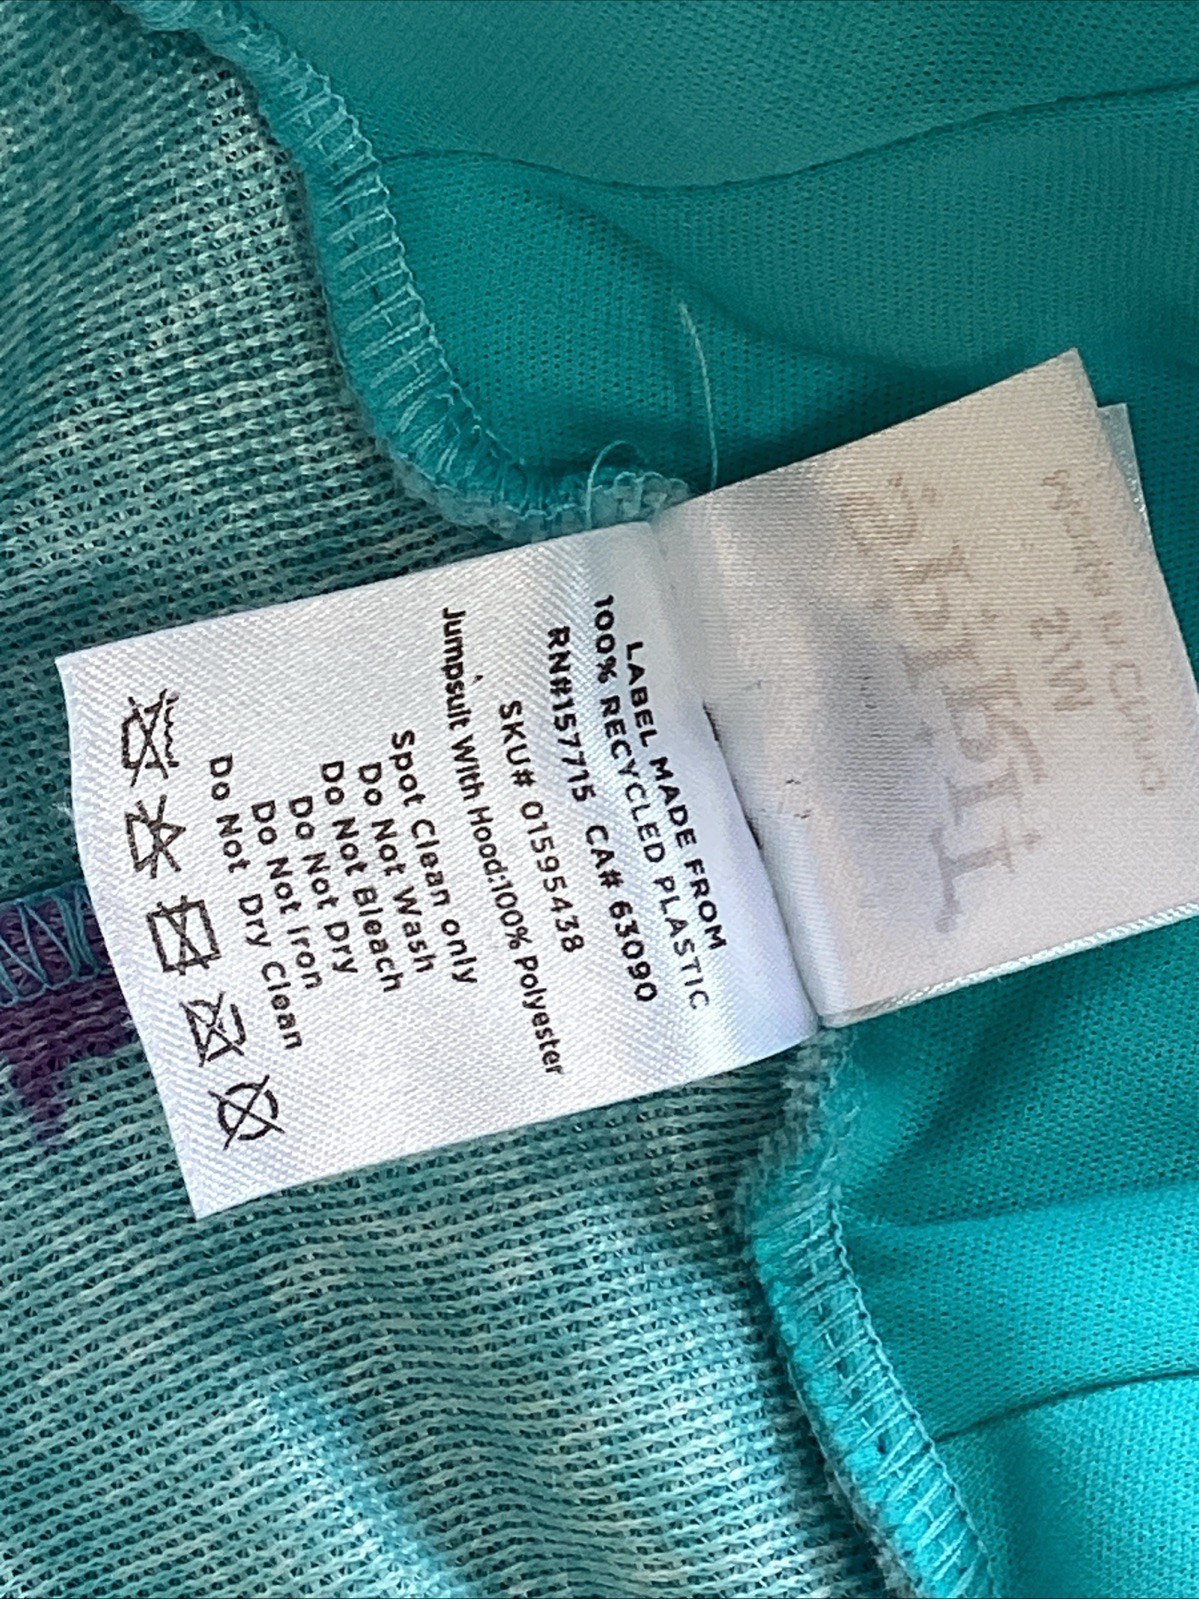 LABEL MADE FROM
100% RECYCLED PLASTIC
RN#157715 CA# 63090
SKU# 01595438
Jumpsuit With Hood:100% Polyester
Spot Clean only
Do Not Wash
Do Not Bleach
Do Not Dry
Do Not Iron
Do Not Dry Clean